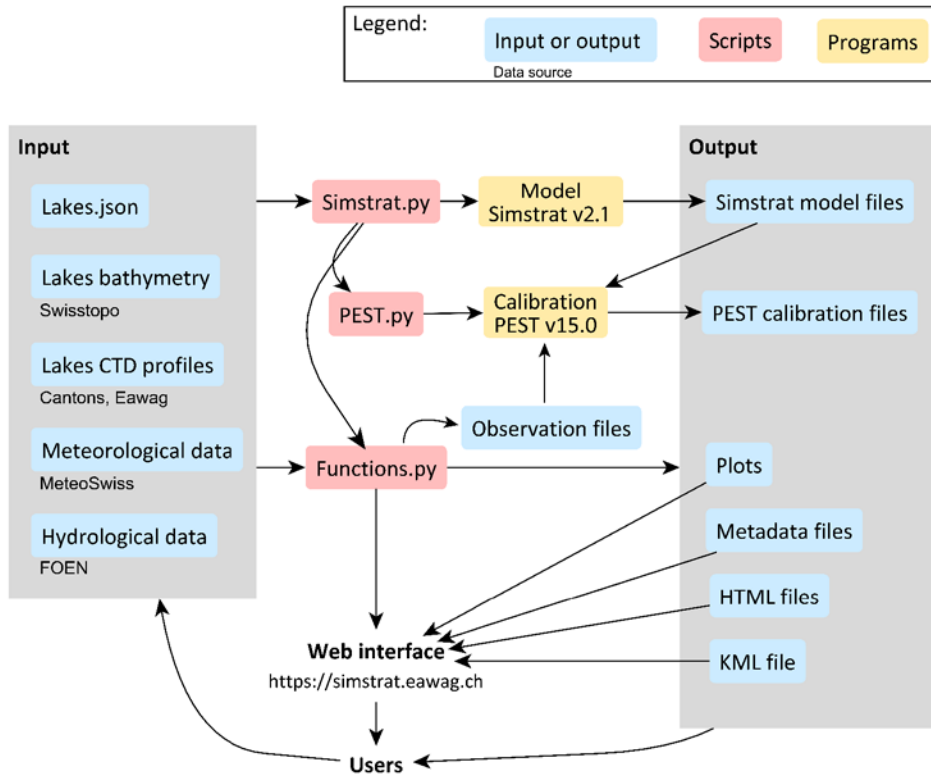 Legend:
Input or output
Data source
Scripts
Programs
Input
Lakes.json
Lakes bathymetry
Swisstopo
Lakes CTD profiles
Cantons, Eawag
Meteorological data
MeteoSwiss
Hydrological data
FOEN
Simstrat.py
Model
Simstrat v2.1
PEST.py
Calibration
PEST v15.0
Observation files
Functions.py
Web interface
https://simstrat.eawag.ch
Users
Output
Simstrat model files
PEST calibration files
Plots
Metadata files
HTML files
KML file